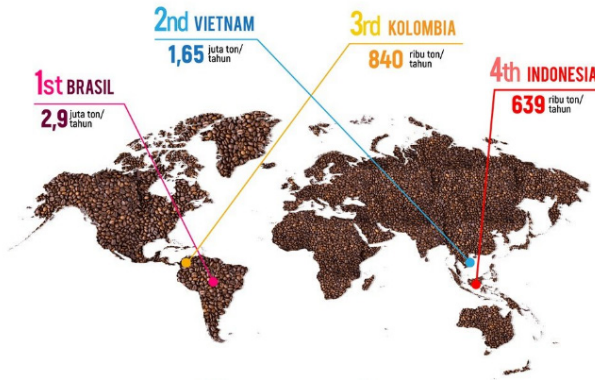 1st BRASIL
2,9 juta ton/
tahun
2nd VIETNAM
1,65 juta ton/
tahun
3rd KOLOMBIA
840 ribu ton/
tahun
4th INDONESIA
639 ribu ton/
tahun